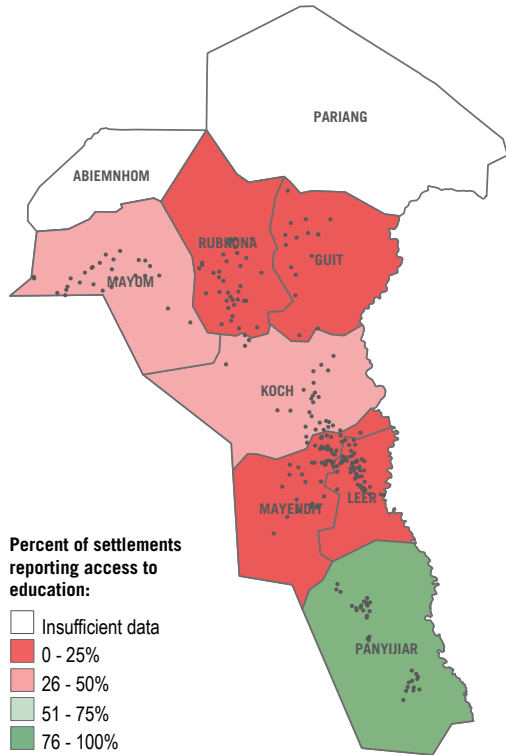 PARIANG
ABIEMNHOM
RUBKONA
GUIT
MAYOM
KOCH
MAYENDIT
LEER
PANYIJIAR
Percent of settlements
reporting access to
education:
Insufficient data
0 - 25%
26 - 50%
51 - 75%
76 - 100%